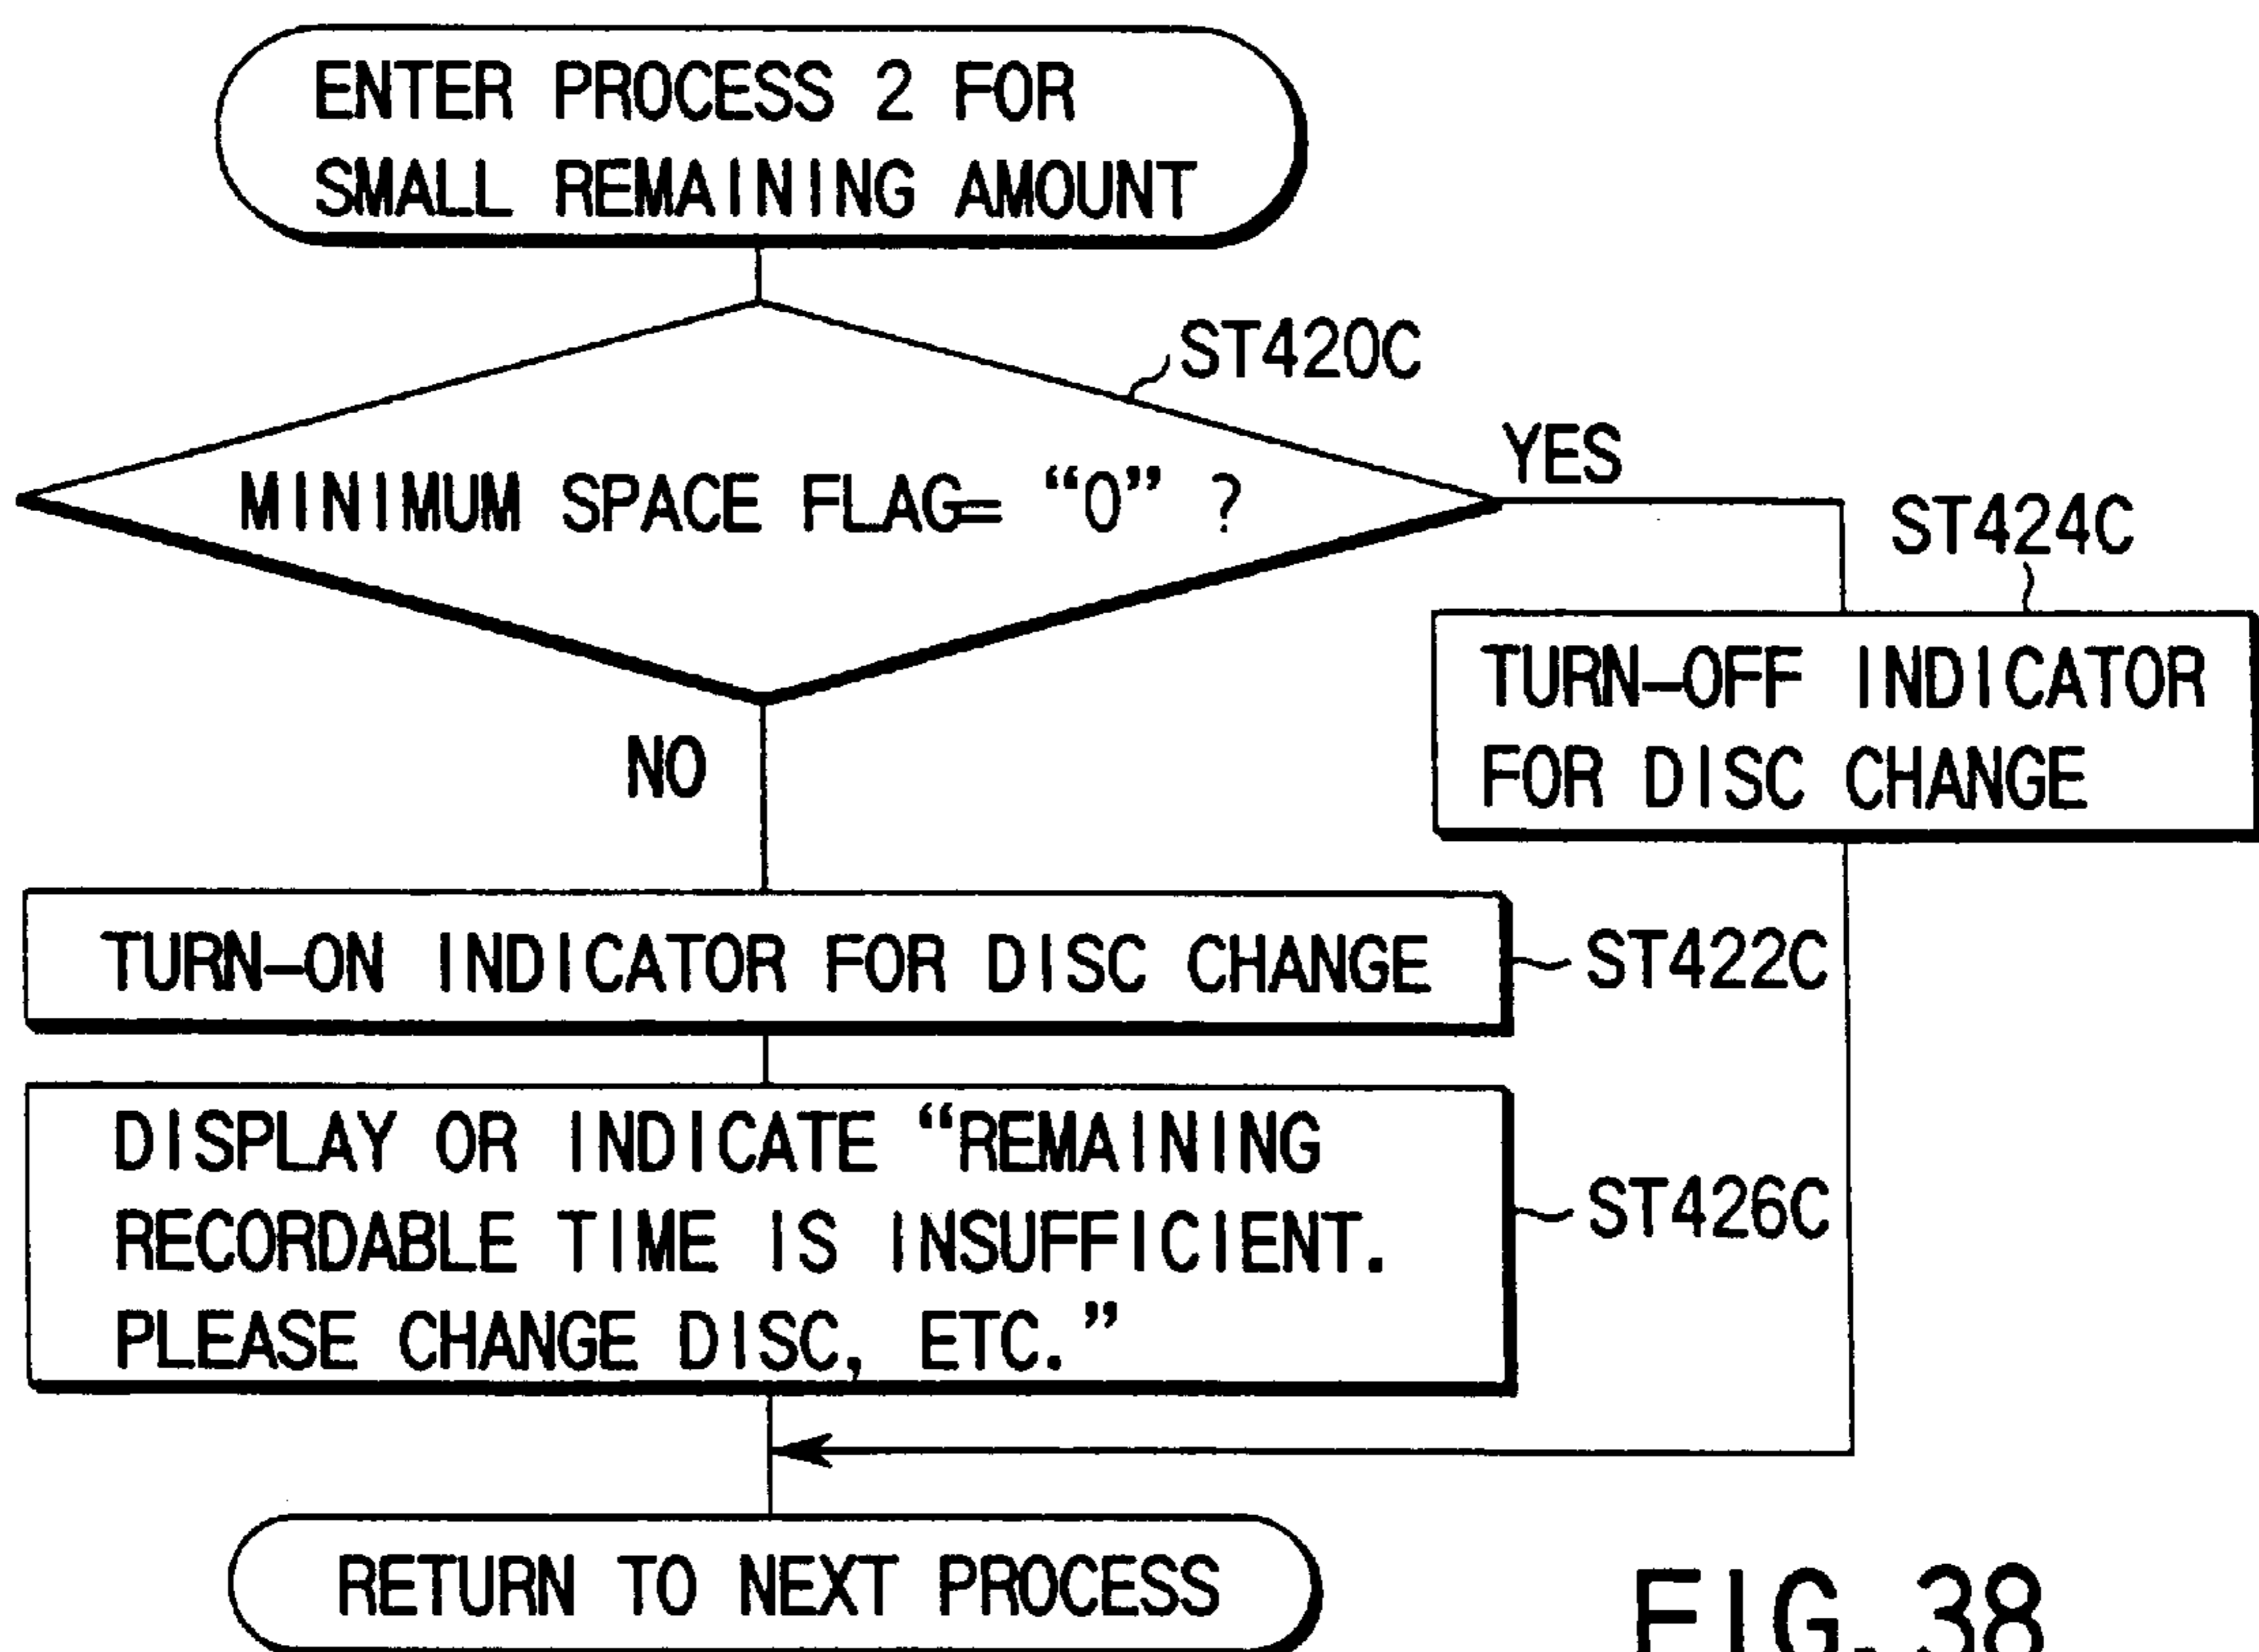 ENTER PROCESS 2 FOR
SMALL REMAINING AMOUNT
ST420C
MINIMUM SPACE FLAG= “0” ?
YES
ST424C
TURN-OFF INDICATOR
FOR DISC CHANGE
NO
TURN-ON INDICATOR FOR DISC CHANGE
ST422C
DISPLAY OR INDICATE “REMAINING
RECORDABLE TIME IS INSUFFICIENT.
PLEASE CHANGE DISC, ETC.”
ST426C
RETURN TO NEXT PROCESS
FIG. 38